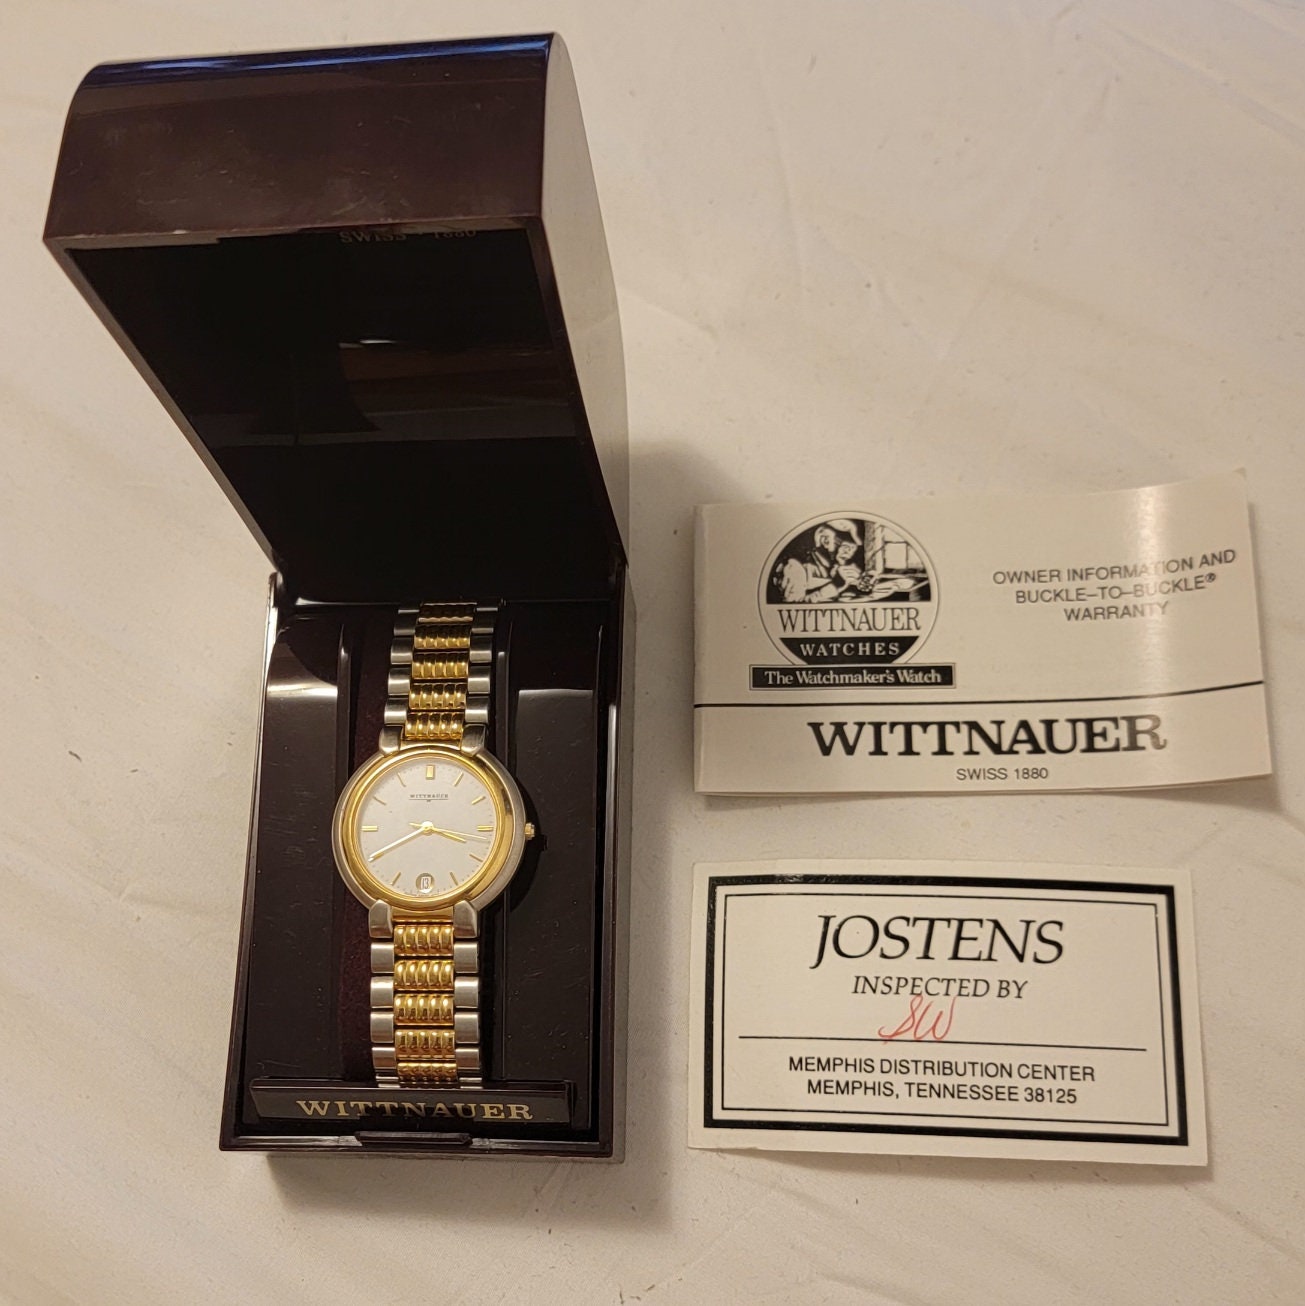 SWISS • 1880
WITTNAUER
13
WITTNAUER
WITTNAUER
WATCHES
The Watchmaker's Watch
OWNER INFORMATION AND
BUCKLE–TO–BUCKLE®
WARRANTY
WITTNAUER
SWISS 1880
JOSTENS
INSPECTED BY
SW
MEMPHIS DISTRIBUTION CENTER
MEMPHIS, TENNESSEE 38125